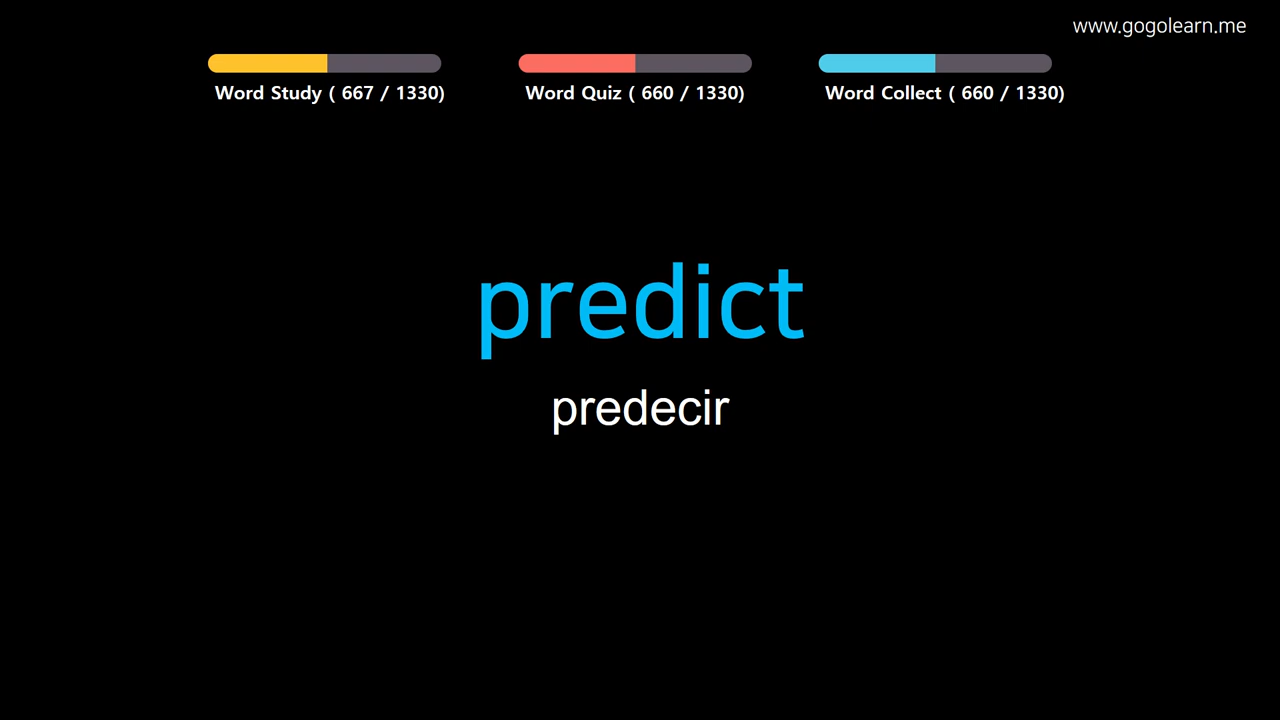 www.gogolearn.me
Word Study ( 667 / 1330)
Word Quiz ( 660 / 1330)
Word Collect ( 660 / 1330)
predict
predecir